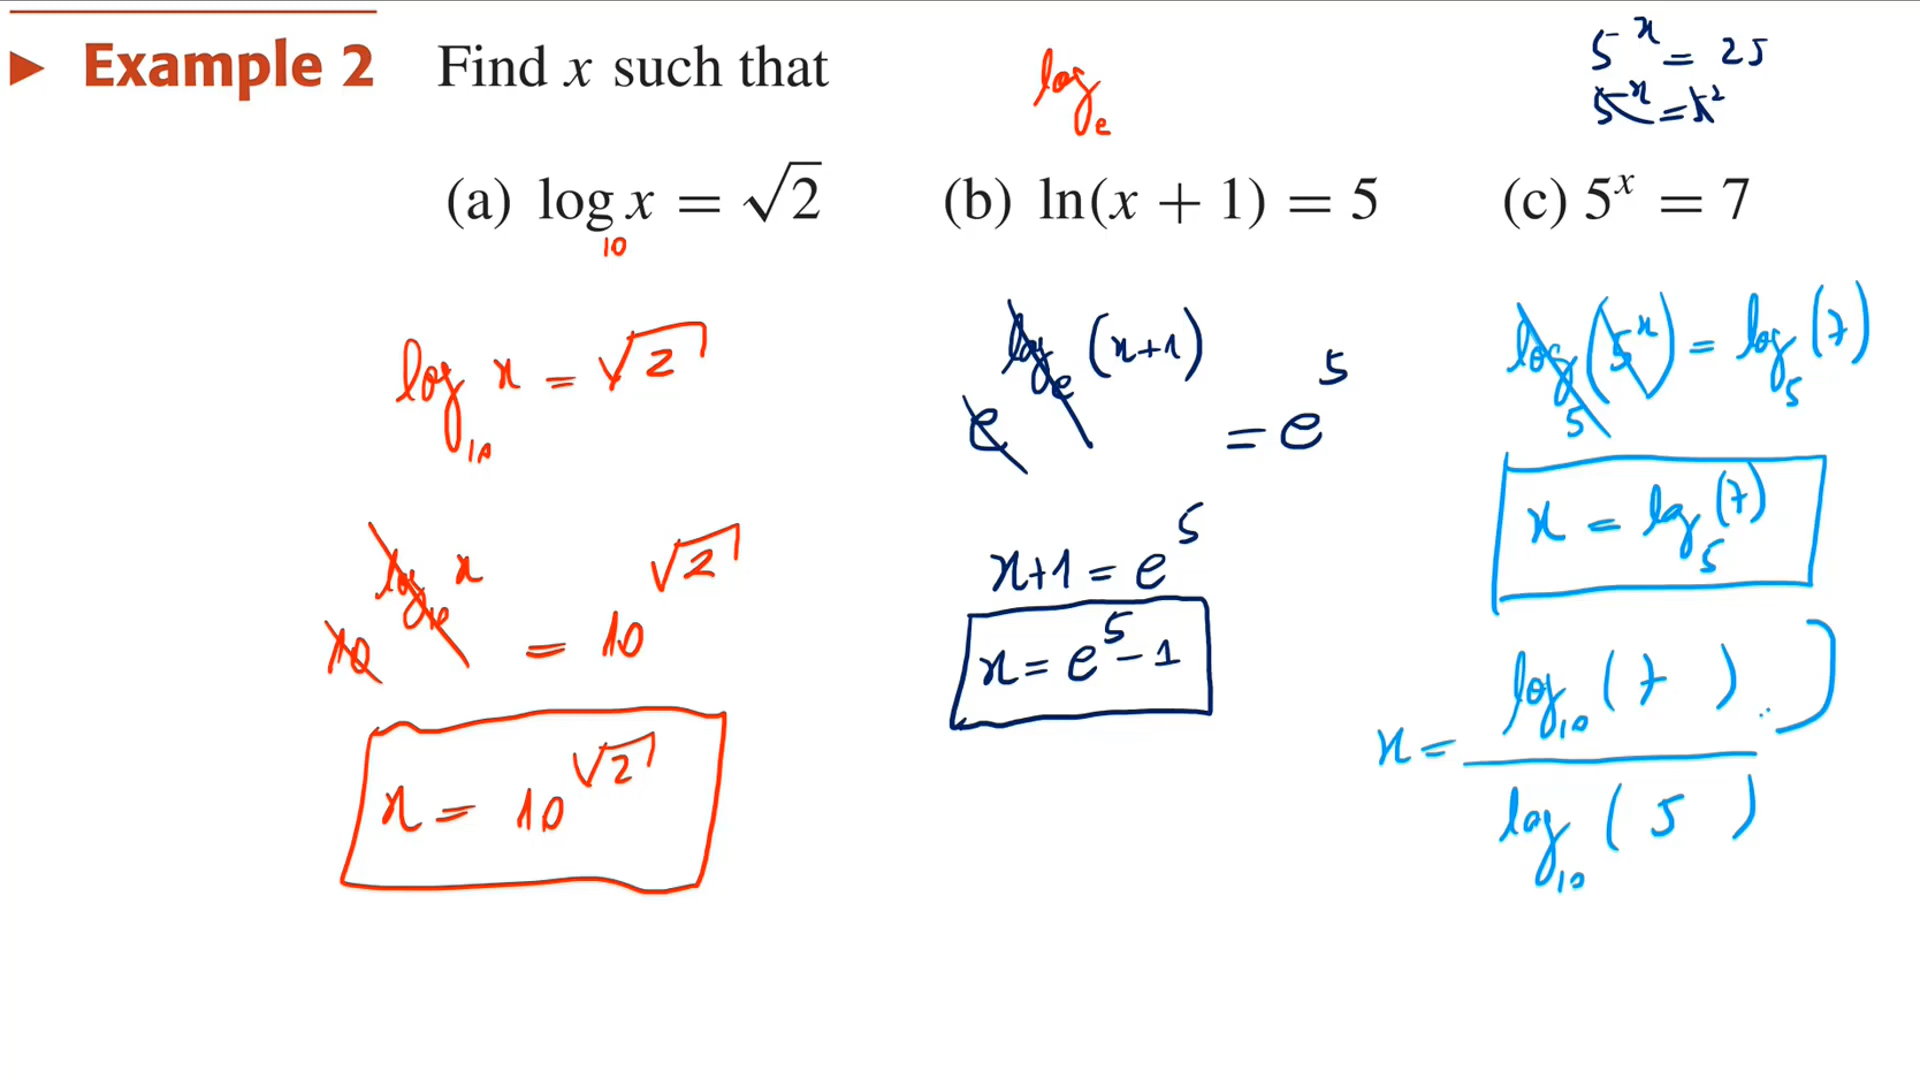 ► Example 2 Find x such that
log_e
5^x = 25
5^x = 5^2
(a) log x = √2
10
(b) ln(x + 1) = 5
(c) 5^x = 7
log_10 x = √2
10^(log_10 x) = 10^√2
x = 10^√2
e^(log_e (x+1)) = e^5
x+1 = e^5
x = e^5 - 1
log_5 (5^x) = log_5 (7)
x = log_5 (7)
x = log_10 (7) / log_10 (5)